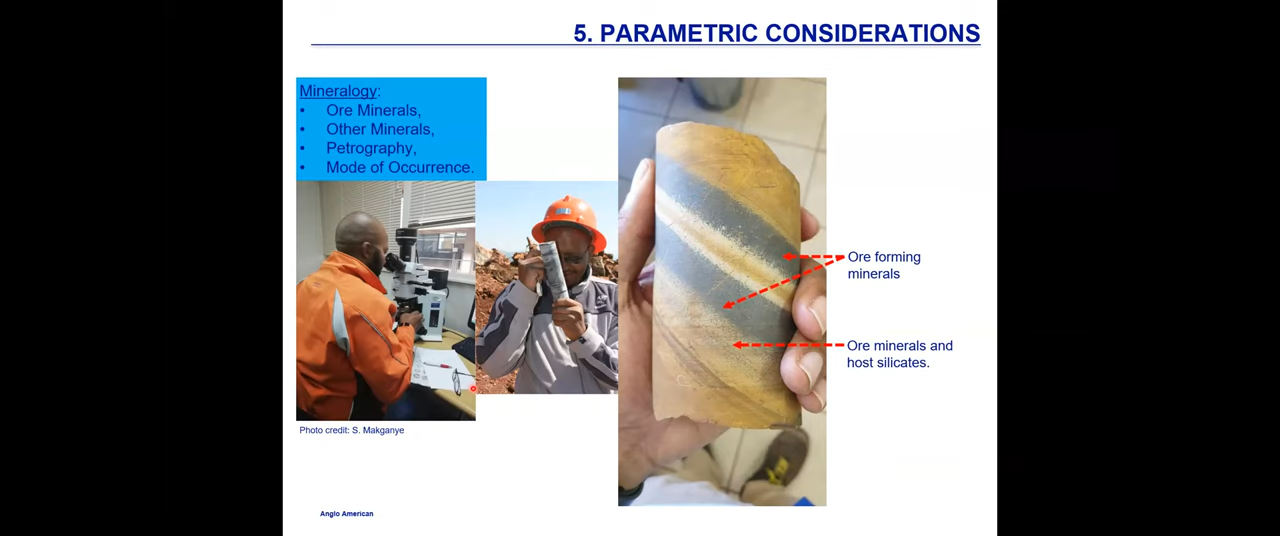 5. PARAMETRIC CONSIDERATIONS
Mineralogy:
• Ore Minerals,
• Other Minerals,
• Petrography,
• Mode of Occurrence.
Ore forming
minerals
Ore minerals and
host silicates.
Photo credit: S. Makganye
Anglo American